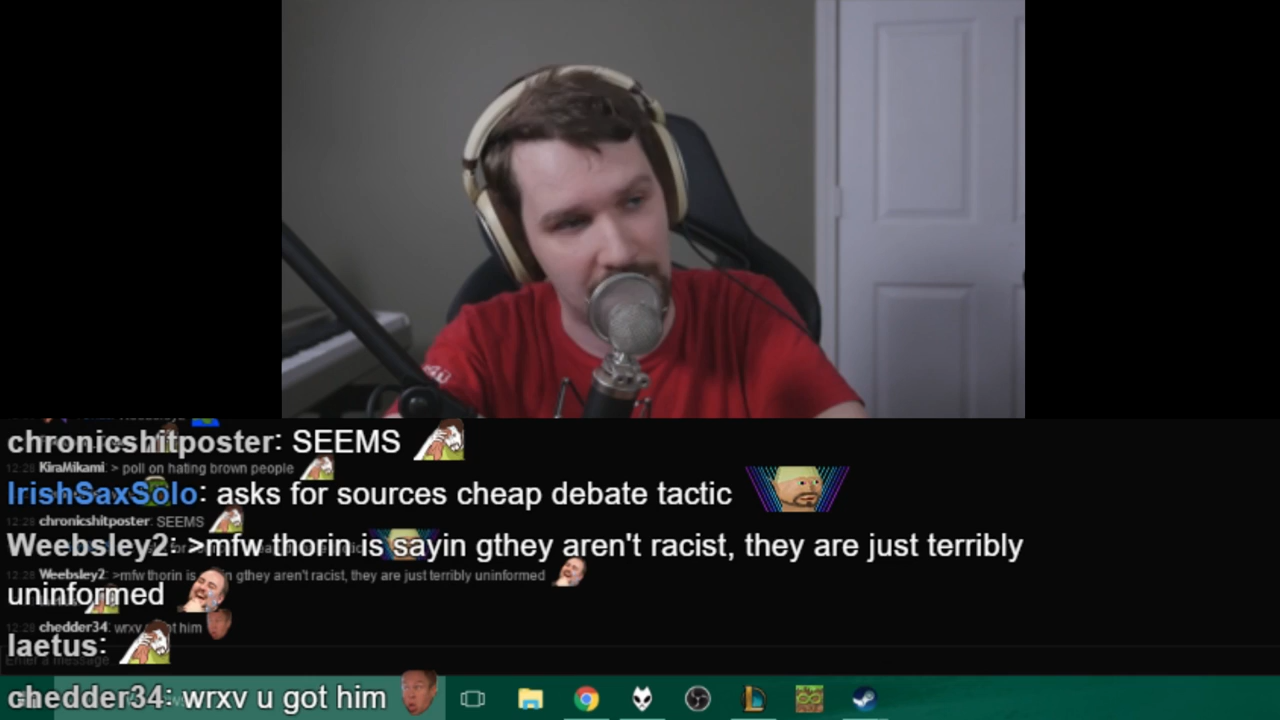 chronicshitposter: SEEMS
12:28 KiraMikami: > poll on hating brown people
IrishSaxSolo: asks for sources cheap debate tactic
12:28 chronicshitposter: SEEMS
Weebsley2: >mfw thorin is sayin gthey aren't racist, they are just terribly
12:28 Weebsley2: >mfw thorin is gthey aren't racist, they are just terribly uninformed
uninformed
12:28 chedder34: wrxv got him
laetus:
Enter a message
chedder34: wrxv u got him